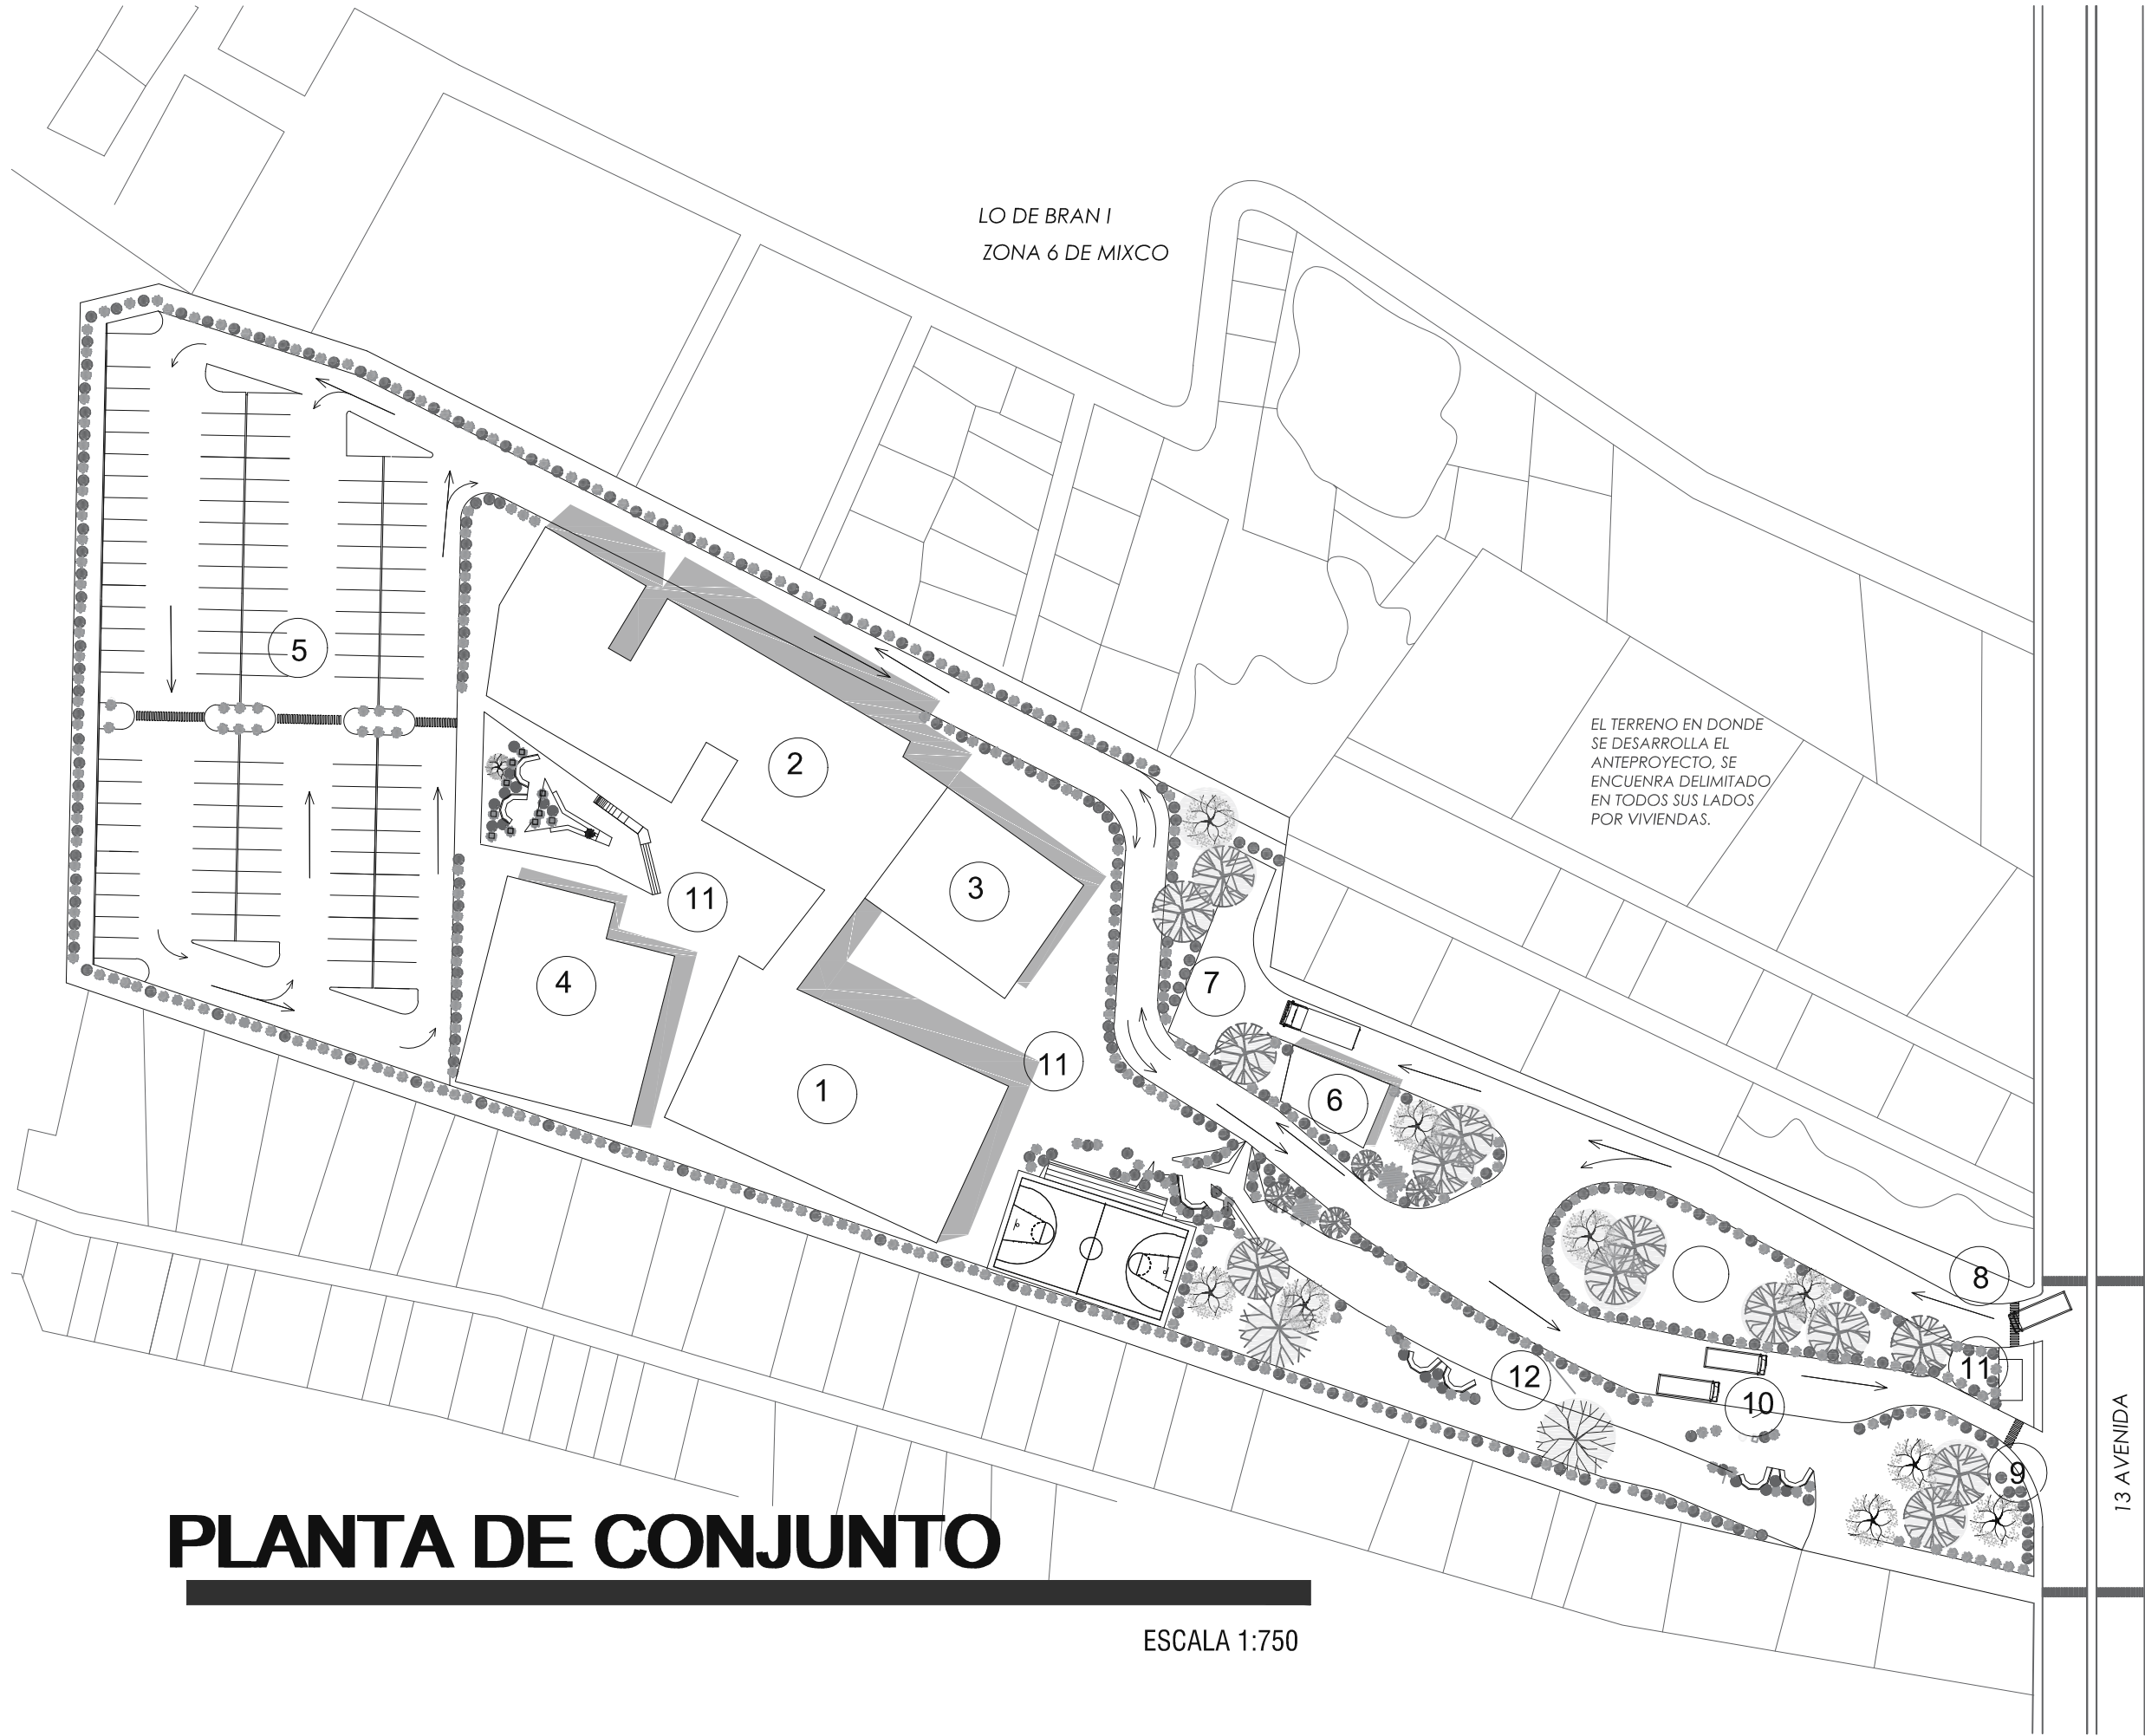 LO DE BRAN I
ZONA 6 DE MIXCO
5
EL TERRENO EN DONDE
SE DESARROLLA EL
ANTEPROYECTO, SE
ENCUENRA DELIMITADO
EN TODOS SUS LADOS
POR VIVIENDAS.
2
3
11
4
7
11
1
6
8
11
12
10
9
13 AVENIDA
PLANTA DE CONJUNTO
ESCALA 1:750